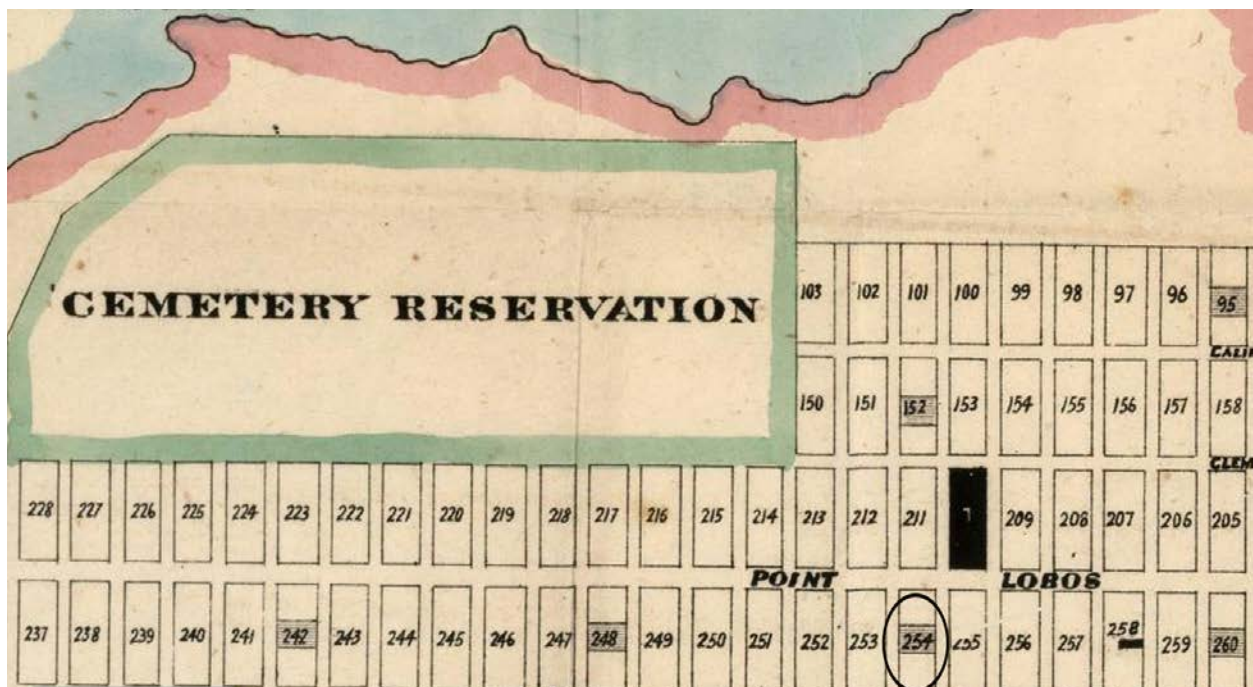 103 102 101 100 99 98 97 96 95
CEMETERY RESERVATION
CALIF
150 151 152 153 154 155 156 157 158
CLEM
228 227 226 225 224 223 222 221 220 219 218 217 216 215 214 213 212 211 209 208 207 206 205
POINT LOBOS
237 238 239 240 241 242 243 244 245 246 247 248 249 250 251 252 253 254 255 256 257 258 259 260